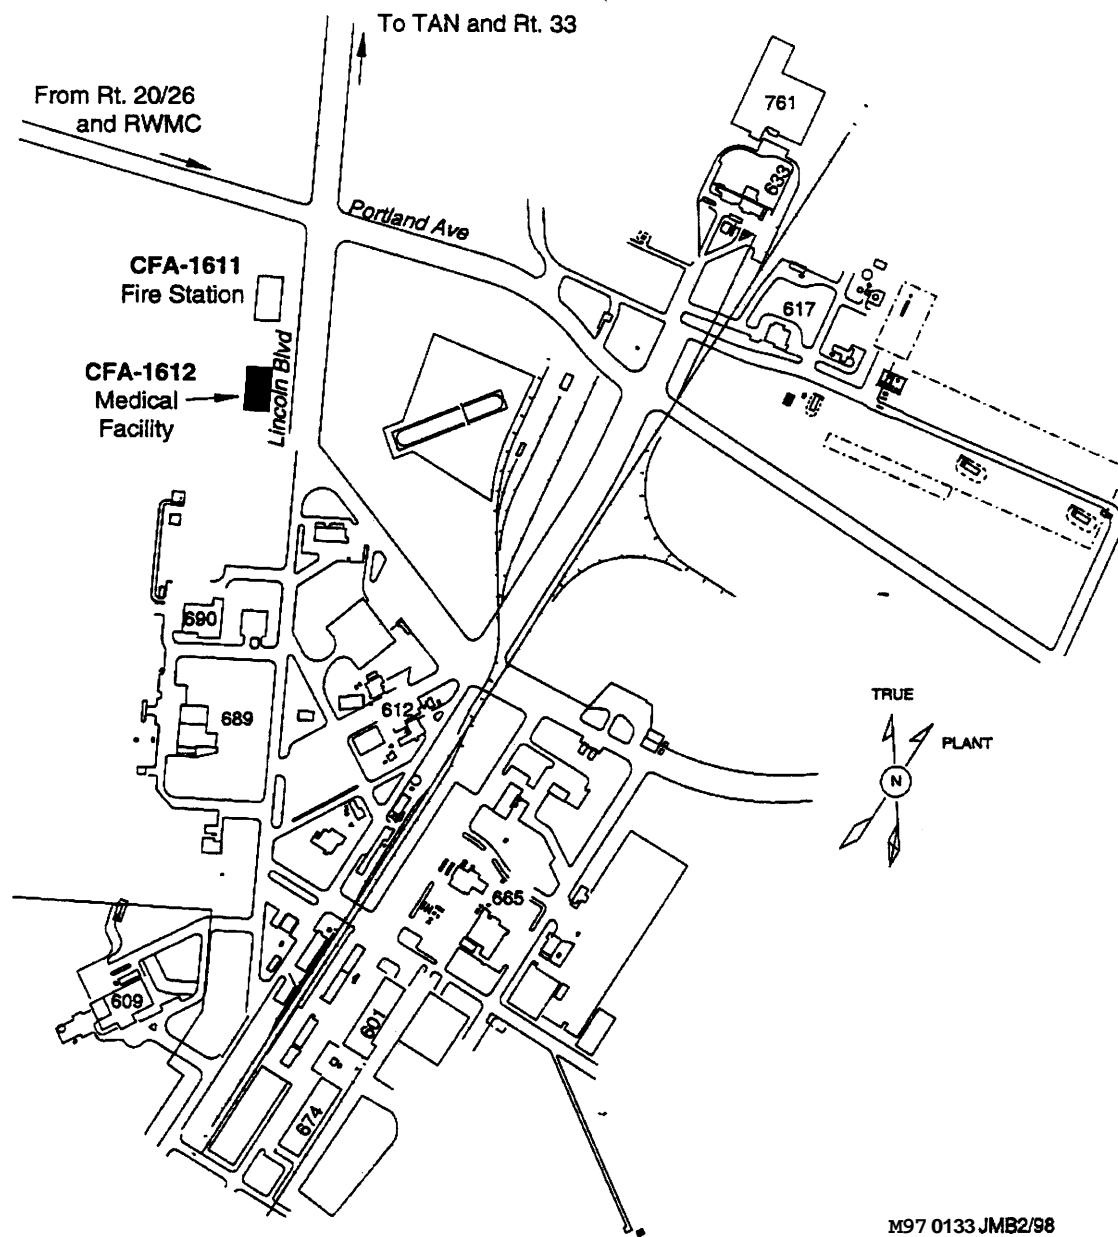 To TAN and Rt. 33
From Rt. 20/26
and RWMC
761
633
Portland Ave
CFA-1611
Fire Station
617
Lincoln Blvd
CFA-1612
Medical
Facility
690
689
612
TRUE
PLANT
N
665
609
601
674
M97 0133 JMB2/98